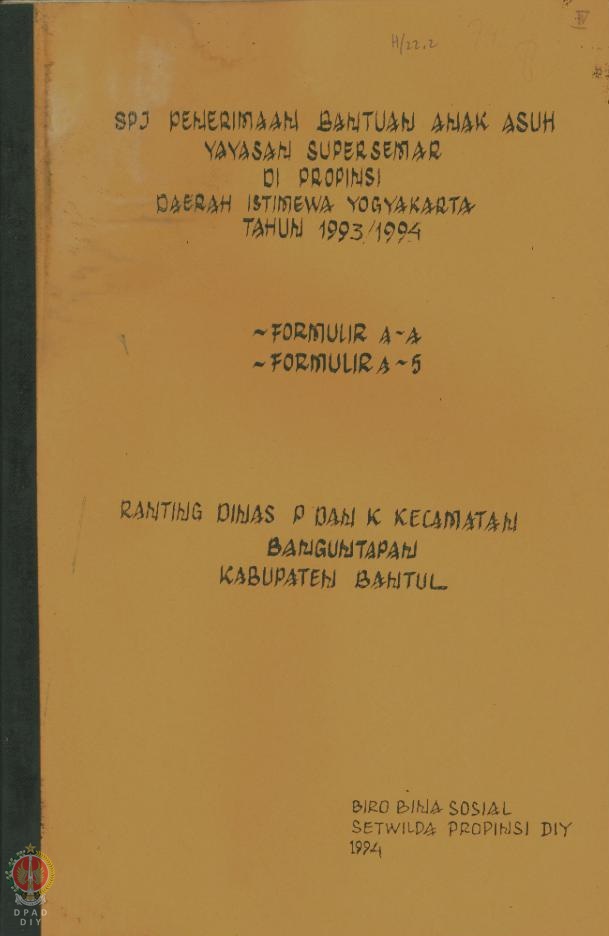 IV
H/22.2
SPJ PENERIMAAN BANTUAN ANAK ASUH
YAYASAN SUPERSEMAR
DI PROPINSI
DAERAH ISTIMEWA YOGYAKARTA
TAHUN 1993/1994
~FORMULIR A~A
~FORMULIR A~5
RANTING DINAS P DAN K KECAMATAN
BANGUNTAPAN
KABUPATEN BANTUL
BIRO BINA SOSIAL
SETWILDA PROPINSI DIY
1994
DPAD
DIY